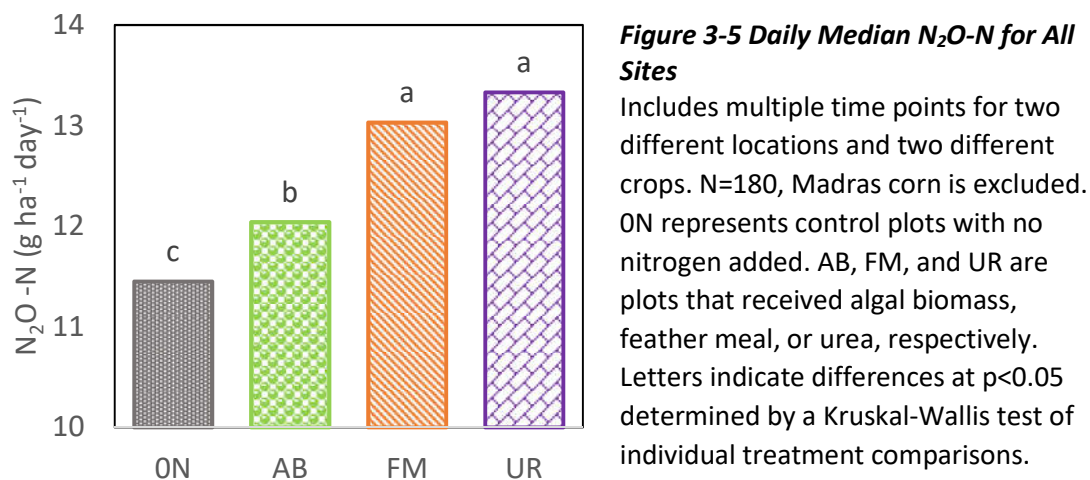 14
13
12
11
10
N₂O -N (g ha⁻¹ day⁻¹)
c
b
a
a
0N AB FM UR
Figure 3-5 Daily Median N₂O-N for All
Sites
Includes multiple time points for two
different locations and two different
crops. N=180, Madras corn is excluded.
0N represents control plots with no
nitrogen added. AB, FM, and UR are
plots that received algal biomass,
feather meal, or urea, respectively.
Letters indicate differences at p<0.05
determined by a Kruskal-Wallis test of
individual treatment comparisons.